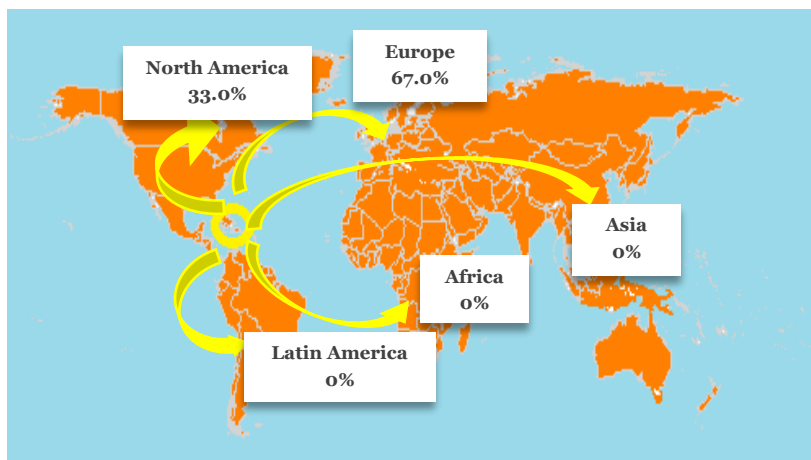 North America
33.0%
Europe
67.0%
Asia
0%
Africa
0%
Latin America
0%